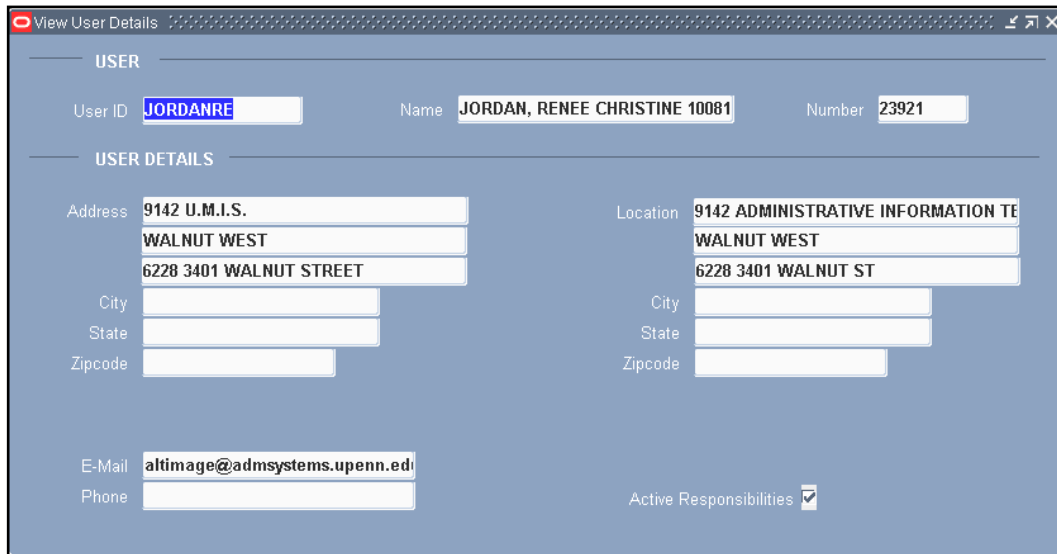 View User Details
USER
User ID JORDANRE Name JORDAN, RENEE CHRISTINE 10081 Number 23921
USER DETAILS
Address 9142 U.M.I.S. Location 9142 ADMINISTRATIVE INFORMATION TE
WALNUT WEST WALNUT WEST
6228 3401 WALNUT STREET 6228 3401 WALNUT ST
City City
State State
Zipcode Zipcode
E-Mail altimage@admsystems.upenn.edu
Phone Active Responsibilities